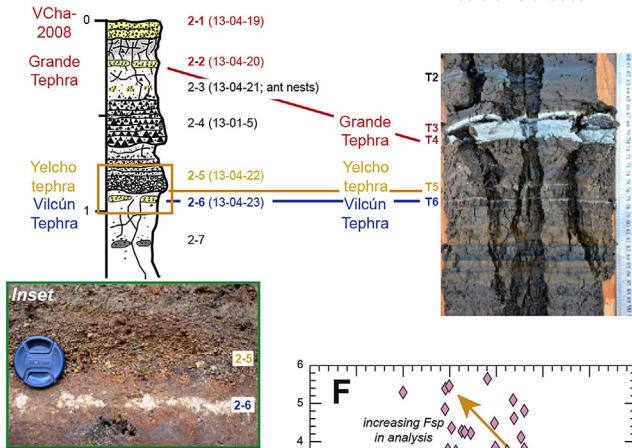 VCha-
2008
0
2-1 (13-04-19)
Grande
Tephra
2-2 (13-04-20)
2-3 (13-04-21; ant nests)
2-4 (13-01-5)
Grande
Tephra
T2
T3
T4
Yelcho
tephra
2-5 (13-04-22)
Yelcho
tephra
T5
Vilcún
Tephra
2-6 (13-04-23)
Vilcún
Tephra
T6
1
2-7
Inset
2-5
2-6
F
6
5
4
increasing Fsp
in analysis